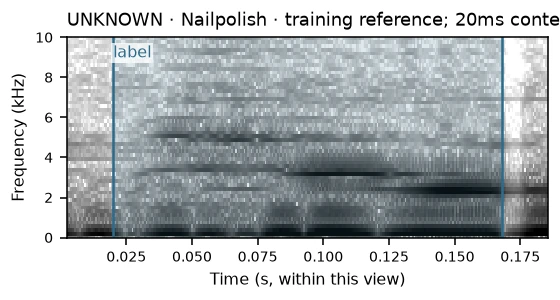 UNKNOWN · Nailpolish · training reference; 20ms conte
label
10
8
6
4
2
0
Frequency (kHz)
0.025 0.050 0.075 0.100 0.125 0.150 0.175
Time (s, within this view)